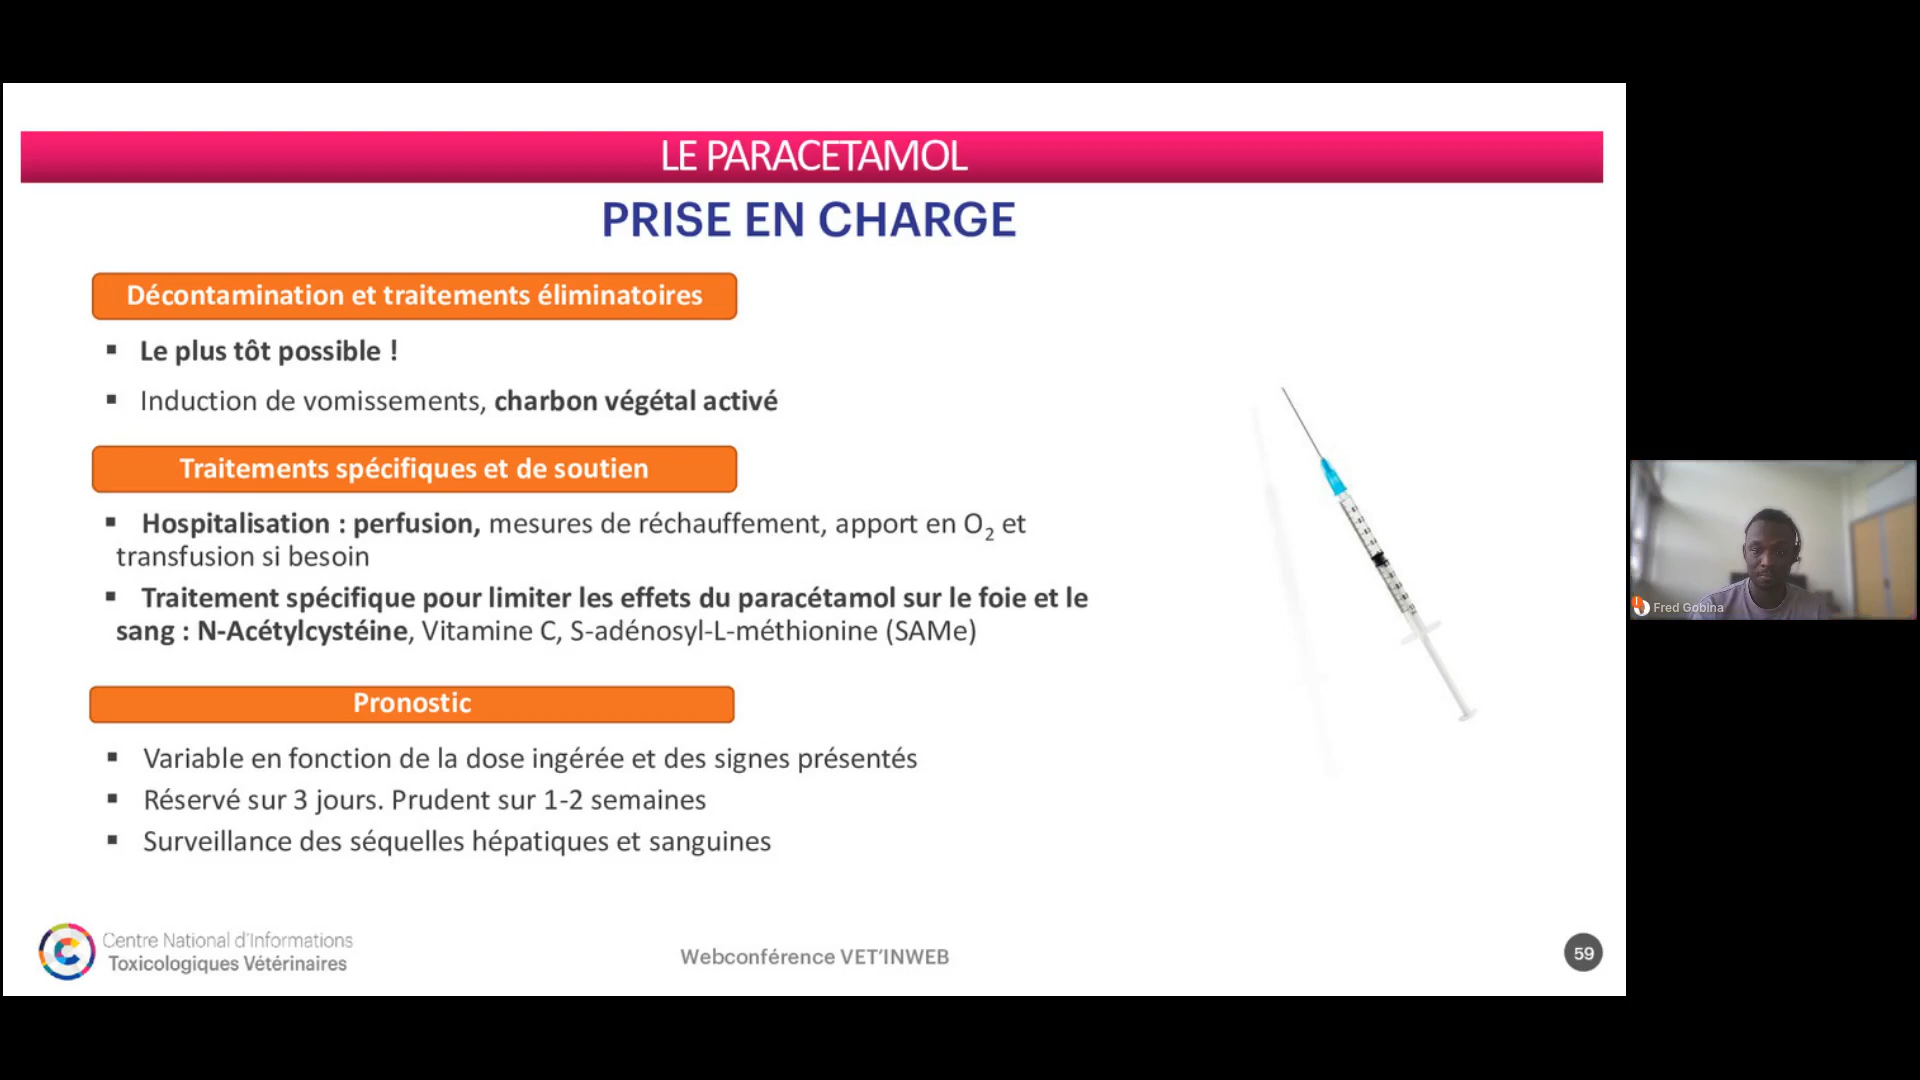 LE PARACETAMOL
PRISE EN CHARGE
Décontamination et traitements éliminatoires
▪ Le plus tôt possible !
▪ Induction de vomissements, charbon végétal activé
Traitements spécifiques et de soutien
▪ Hospitalisation : perfusion, mesures de réchauffement, apport en O₂ et
transfusion si besoin
▪ Traitement spécifique pour limiter les effets du paracétamol sur le foie et le
sang : N-Acétylcystéine, Vitamine C, S-adénosyl-L-méthionine (SAMe)
Pronostic
▪ Variable en fonction de la dose ingérée et des signes présentés
▪ Réservé sur 3 jours. Prudent sur 1-2 semaines
▪ Surveillance des séquelles hépatiques et sanguines
Centre National d'Informations
Toxicologiques Vétérinaires
Webconférence VET'INWEB
59
Fred Gobina